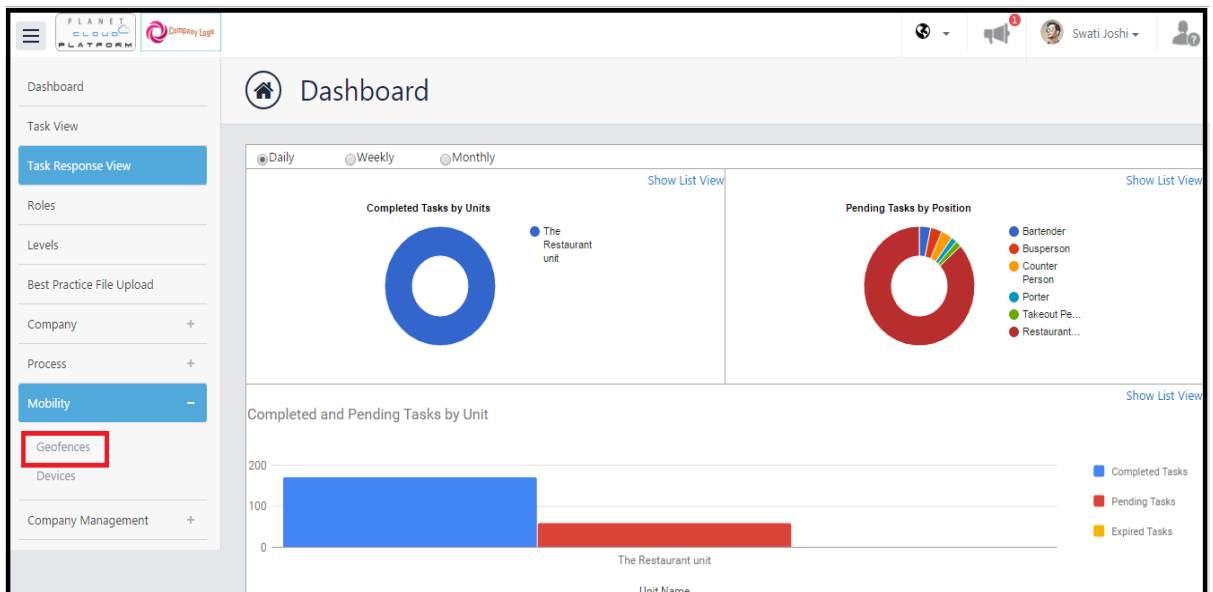 PLANET
CLOUD
PLATFORM
Company Logo
1
Swati Joshi
Dashboard
Task View
Task Response View
Roles
Levels
Best Practice File Upload
Company +
Process +
Mobility -
Geofences
Devices
Company Management +
Dashboard
Daily Weekly Monthly
Show List View
Completed Tasks by Units
The
Restaurant
unit
Show List View
Pending Tasks by Position
Bartender
Busperson
Counter
Person
Porter
Takeout Pe...
Restaurant...
Show List View
Completed and Pending Tasks by Unit
200
100
0
The Restaurant unit
Unit Name
Completed Tasks
Pending Tasks
Expired Tasks